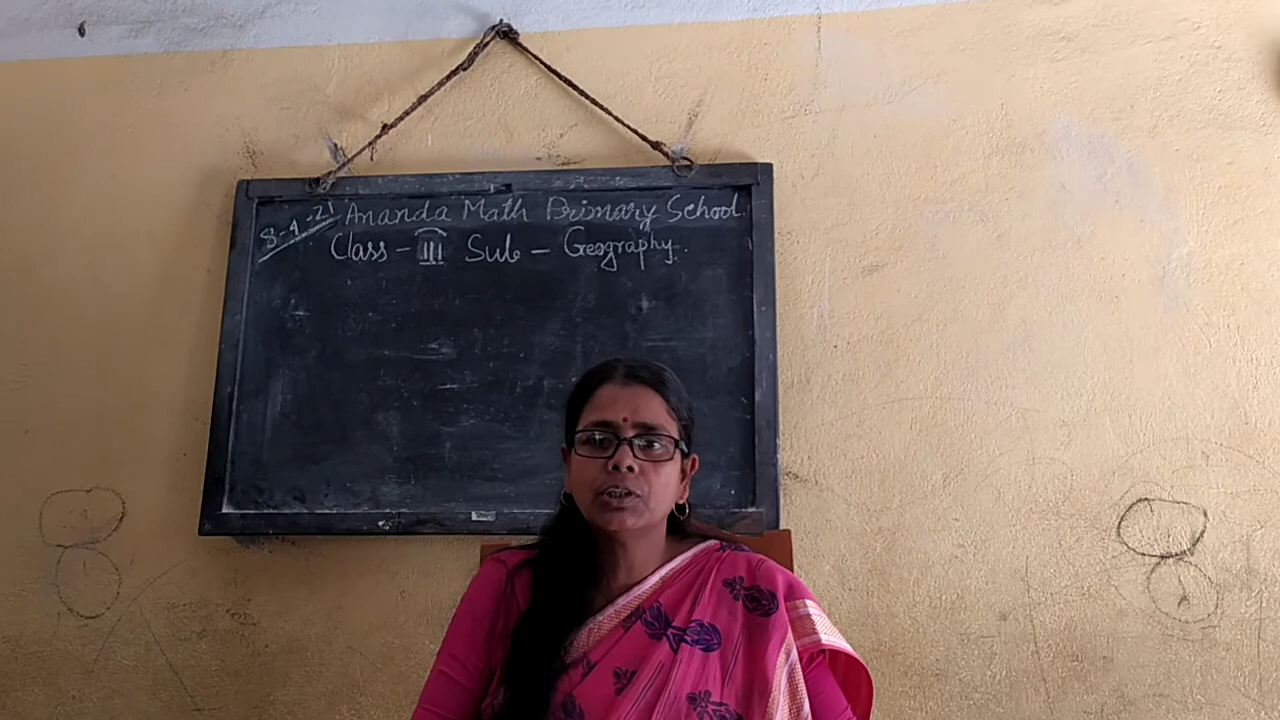 8-4-21 Ananda Math Primary School
Class - III Sub - Geography.